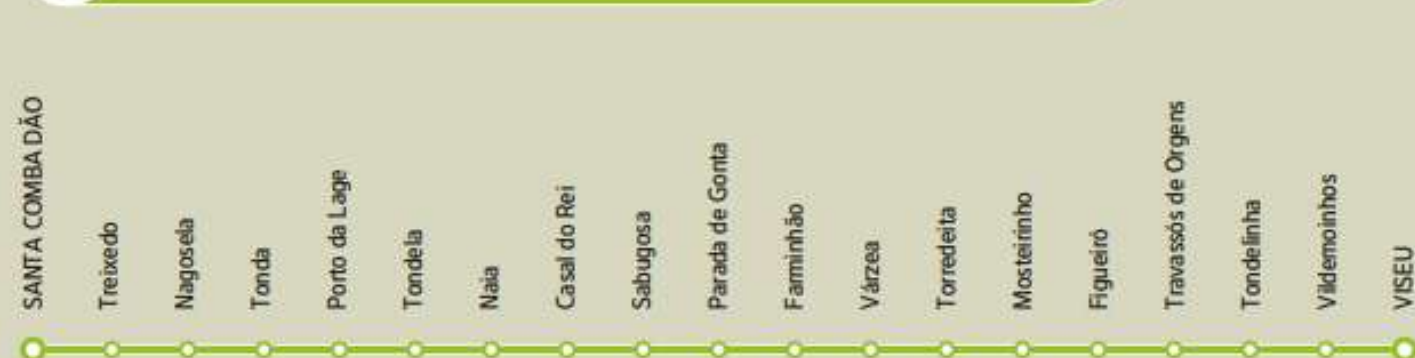 SANTA COMBA DÃO
Treixedo
Nagosela
Tonda
Porto da Lage
Tondela
Naia
Casal do Rei
Sabugosa
Parada de Gonta
Farminhão
Várzea
Torredeita
Mosteirinho
Figueiró
Travassós de Orgens
Tondelinha
Vildemoinhos
VISEU